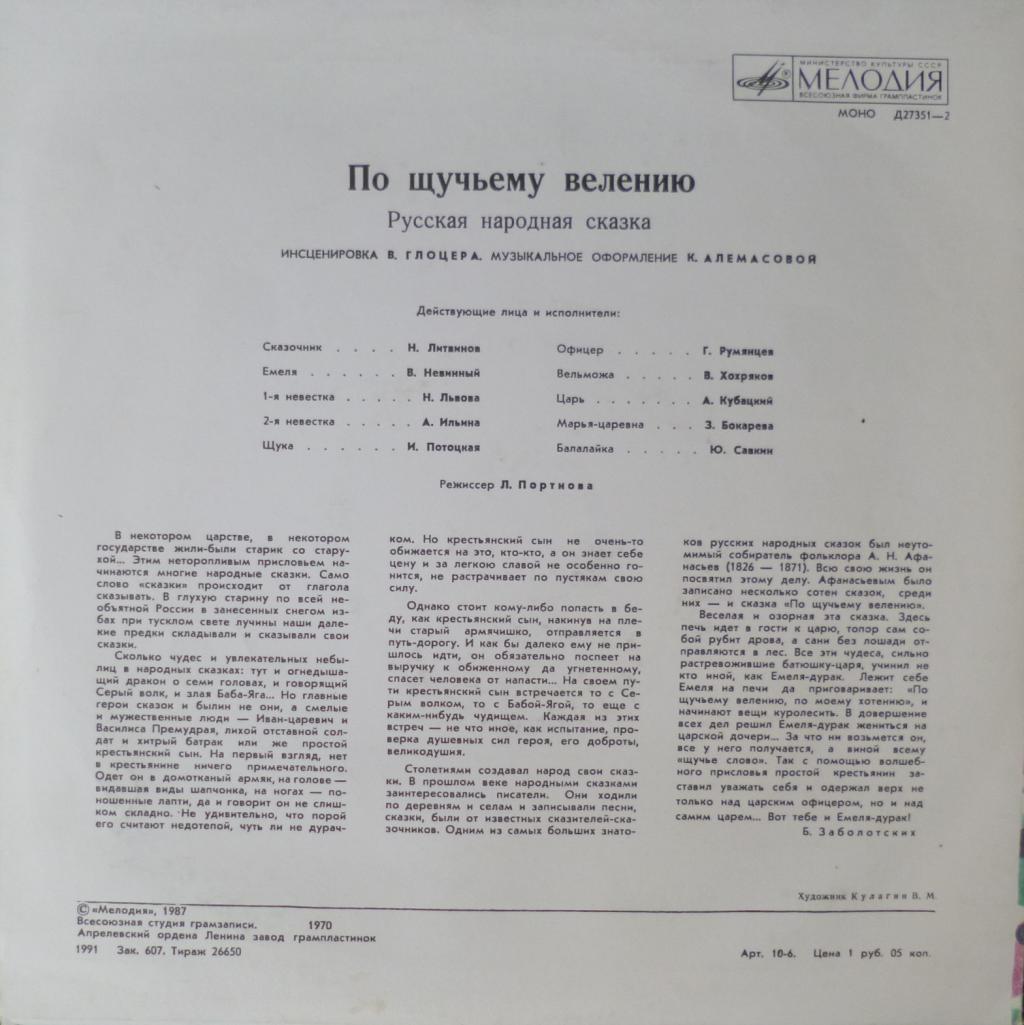 МИНИСТЕРСТВО КУЛЬТУРЫ СССР
МЕЛОДИЯ
ВСЕСОЮЗНАЯ ФИРМА ГРАМПЛАСТИНОК
МОНО Д27351—2
По щучьему велению
Русская народная сказка
ИНСЦЕНИРОВКА В. ГЛОЦЕРА. МУЗЫКАЛЬНОЕ ОФОРМЛЕНИЕ К. АЛЕМАСОВОЙ
Действующие лица и исполнители:
Сказочник . . . . Н. Литвинов
Емеля . . . . . . В. Невинный
1-я невестка . . . . . Н. Львова
2-я невестка . . . . . А. Ильина
Щука . . . . . . И. Потоцкая
Офицер . . . . . Г. Румянцев
Вельможа . . . . . В. Хохряков
Царь . . . . . . . А. Кубацкий
Марья-царевна . . . З. Бокарева
Балалайка . . . . . Ю. Савкин
Режиссер Л. Портнова
В некотором царстве, в некотором
государстве жили-были старик со стару-
хой... Этим неторопливым присловьем на-
чинаются многие народные сказки. Само
слово «сказки» происходит от глагола
сказывать. В глухую старину по всей не-
объятной России в занесенных снегом из-
бах при тусклом свете лучины наши дале-
кие предки складывали и сказывали свои
сказки.
Сколько чудес и увлекательных небы-
лиц в народных сказках: тут и огнедыша-
щий дракон о семи головах, и говорящий
Серый волк, и злая Баба-Яга... Но главные
герои сказок и былин не они, а смелые
и мужественные люди — Иван-царевич и
Василиса Премудрая, лихой отставной сол-
дат и хитрый батрак или же простой
крестьянский сын. На первый взгляд, нет
в крестьянине ничего примечательного.
Одет он в домотканый армяк, на голове —
видавшая виды шапчонка, на ногах — по-
ношенные лапти, да и говорит он не слиш-
ком складно. Не удивительно, что порой
его считают недотепой, чуть ли не дурач-
ком. Но крестьянский сын не очень-то
обижается на это, кто-кто, а он знает себе
цену и за легкою славой не особенно го-
нится, не растрачивает по пустякам свою
силу.
Однако стоит кому-либо попасть в бе-
ду, как крестьянский сын, накинув на пле-
чи старый армячишко, отправляется в
путь-дорогу. И как бы далеко ему не при-
шлось идти, он обязательно поспеет на
выручку к обиженному да угнетенному,
спасет человека от напасти... На своем пу-
ти крестьянский сын встречается то с Се-
рым волком, то с Бабой-Ягой, то еще с
каким-нибудь чудищем. Каждая из этих
встреч — не что иное, как испытание, про-
верка душевных сил героя, его доброты,
великодушия.
Столетиями создавал народ свои сказ-
ки. В прошлом веке народными сказками
заинтересовались писатели. Они ходили
по деревням и селам и записывали песни,
сказки, были от известных сказителей-ска-
зочников. Одним из самых больших знато-
ков русских народных сказок был неуто-
мимый собиратель фольклора А. Н. Афа-
насьев (1826 — 1871). Всю свою жизнь он
посвятил этому делу. Афанасьевым было
записано несколько сотен сказок, среди
них — и сказка «По щучьему велению».
Веселая и озорная эта сказка. Здесь
печь идет в гости к царю, топор сам со-
бой рубит дрова, а сани без лошади от-
правляются в лес. Все эти чудеса, сильно
растревожившие батюшку-царя, учинил не
кто иной, как Емеля-дурак. Лежит себе
Емеля на печи да приговаривает: «По
щучьему велению, по моему хотению», и
начинают вещи куролесить. В довершение
всех дел решил Емеля-дурак жениться на
царской дочери... За что ни возьмется он,
все у него получается, а виной всему
«щучье слово». Так с помощью волшеб-
ного присловья простой крестьянин за-
ставил уважать себя и одержал верх не
только над царским офицером, но и над
самим царем... Вот тебе и Емеля-дурак!
Б. Заболотских
Художник Кулагин В. М.
© «Мелодия», 1987
Всесоюзная студия грамзаписи. 1970
Апрелевский ордена Ленина завод грампластинок
1991 Зак. 607. Тираж 26650
Арт. 10-6. Цена 1 руб. 05 коп.